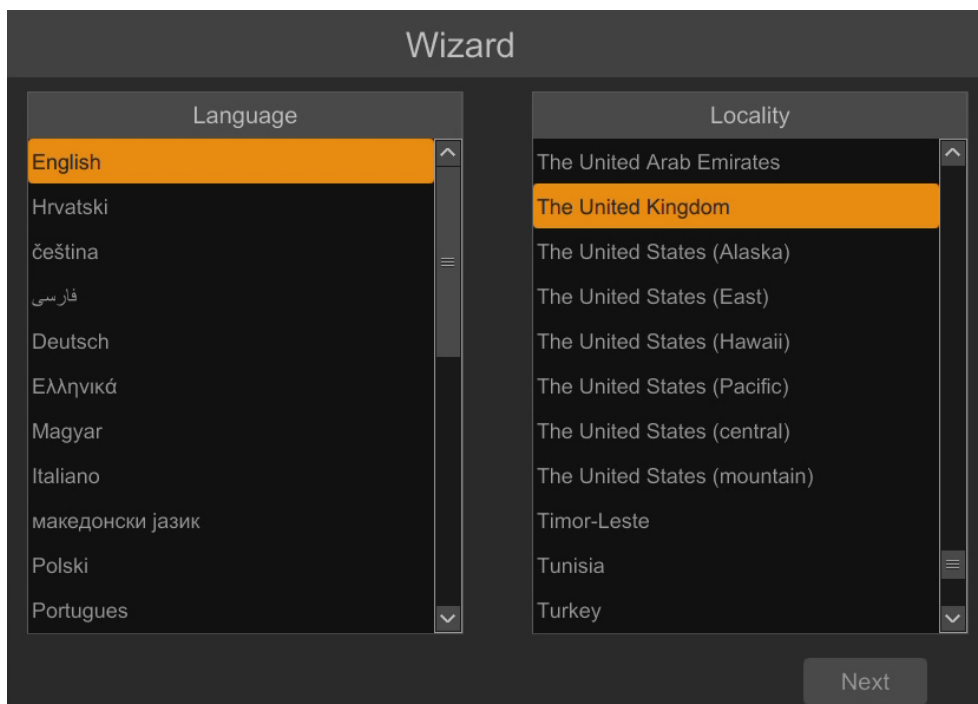 Wizard
Language
English
Hrvatski
čeština
فارسی
Deutsch
Ελληνικά
Magyar
Italiano
македонски јазик
Polski
Portugues
Locality
The United Arab Emirates
The United Kingdom
The United States (Alaska)
The United States (East)
The United States (Hawaii)
The United States (Pacific)
The United States (central)
The United States (mountain)
Timor-Leste
Tunisia
Turkey
Next